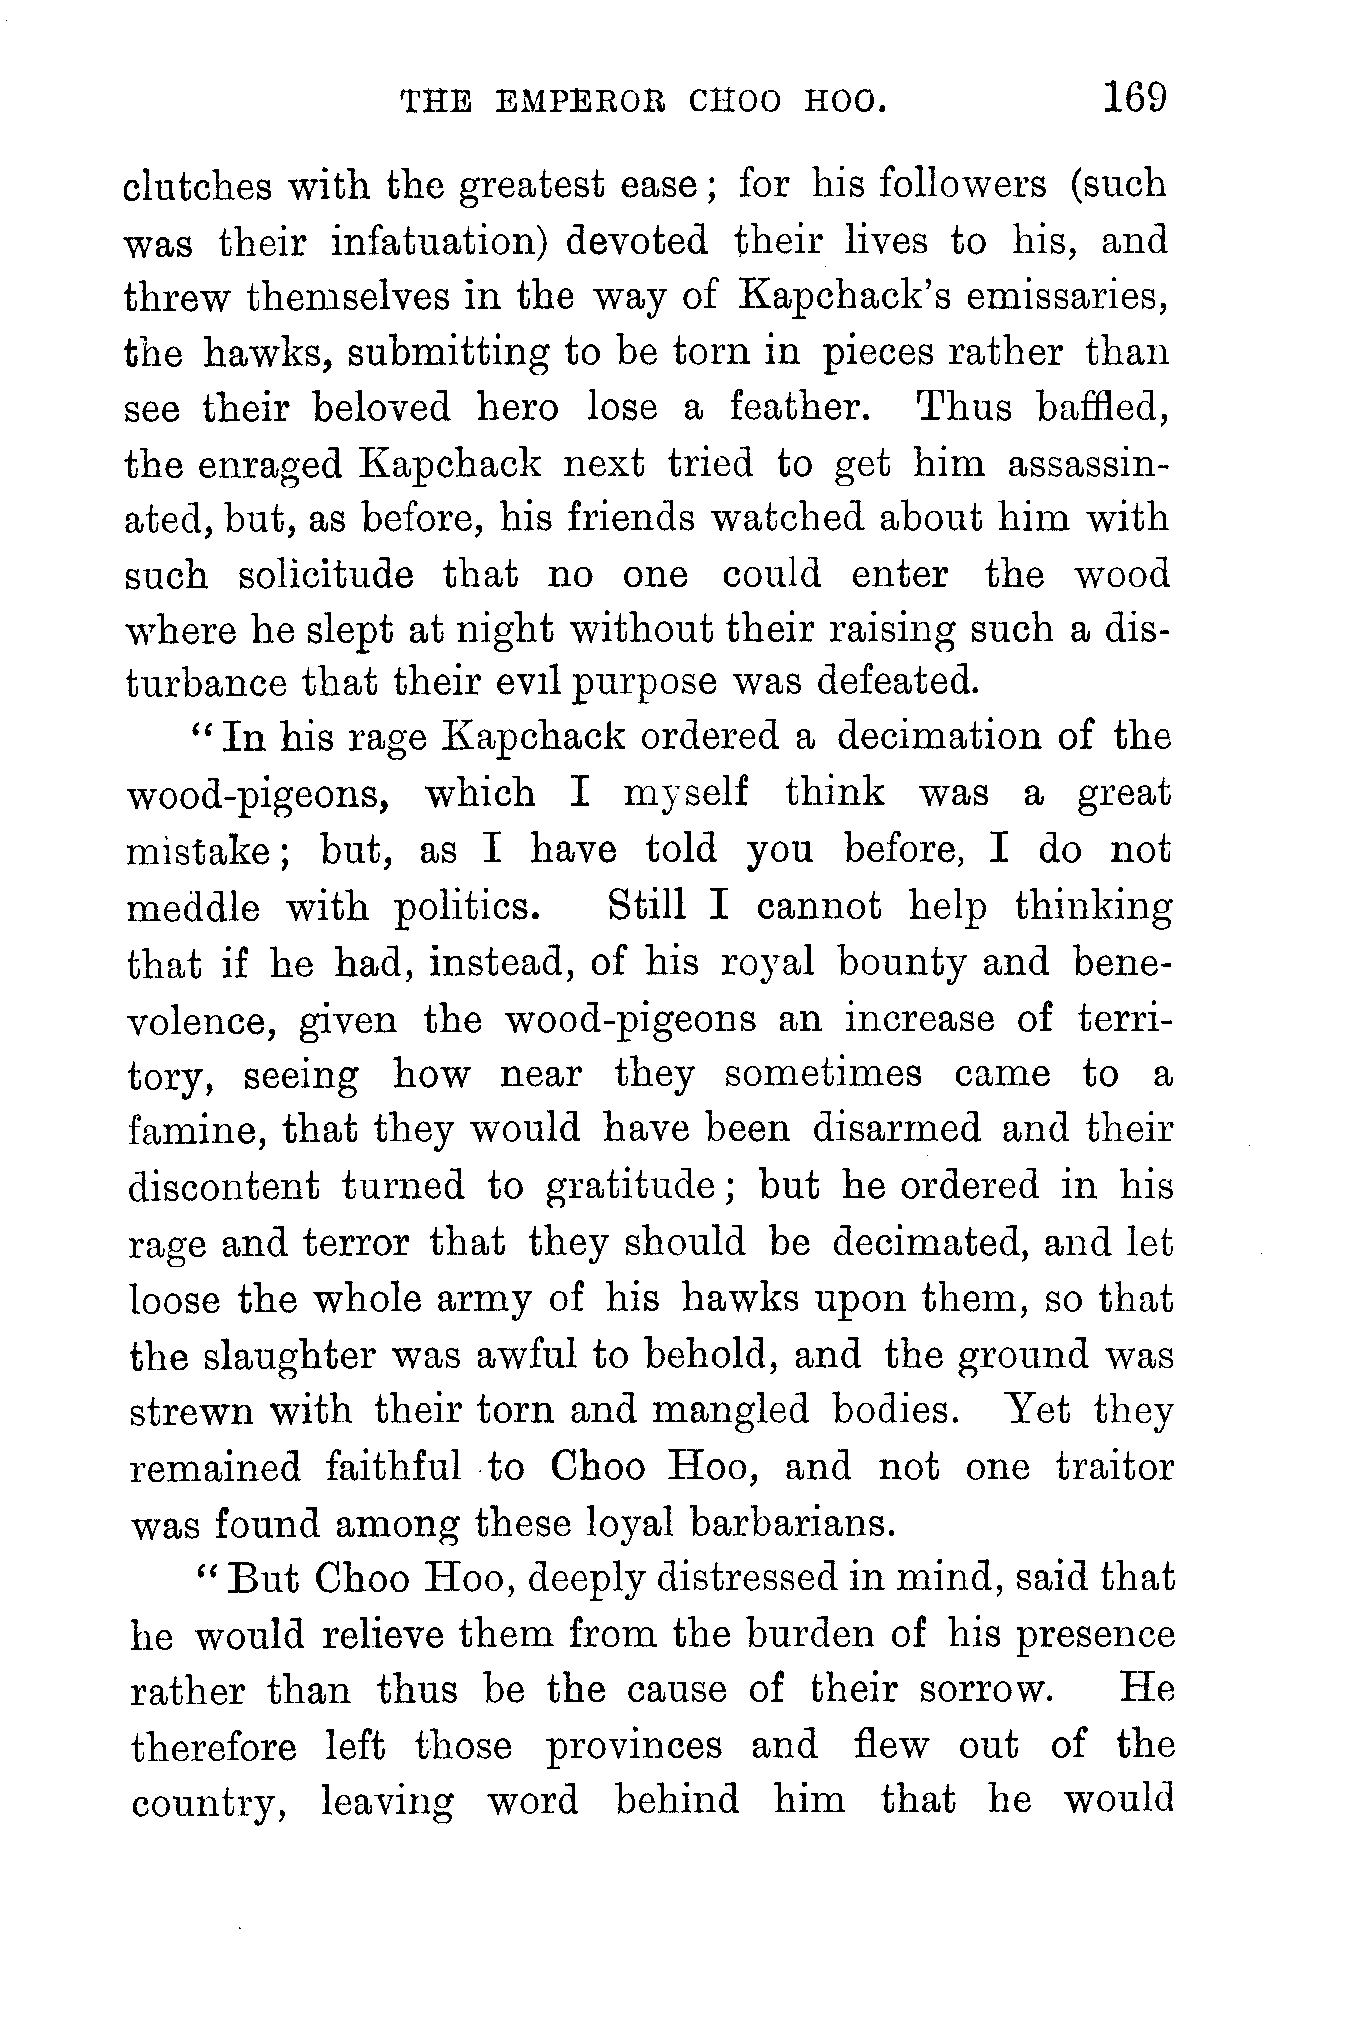 THE EMPEROR CHOO HOO. 169
clutches with the greatest ease; for his followers (such
was their infatuation) devoted their lives to his, and
threw themselves in the way of Kapchack's emissaries,
the hawks, submitting to be torn in pieces rather than
see their beloved hero lose a feather. Thus baffled,
the enraged Kapchack next tried to get him assassin-
ated, but, as before, his friends watched about him with
such solicitude that no one could enter the wood
where he slept at night without their raising such a dis-
turbance that their evil purpose was defeated.
“In his rage Kapchack ordered a decimation of the
wood-pigeons, which I myself think was a great
mistake; but, as I have told you before, I do not
meddle with politics. Still I cannot help thinking
that if he had, instead, of his royal bounty and bene-
volence, given the wood-pigeons an increase of terri-
tory, seeing how near they sometimes came to a
famine, that they would have been disarmed and their
discontent turned to gratitude; but he ordered in his
rage and terror that they should be decimated, and let
loose the whole army of his hawks upon them, so that
the slaughter was awful to behold, and the ground was
strewn with their torn and mangled bodies. Yet they
remained faithful to Choo Hoo, and not one traitor
was found among these loyal barbarians.
“But Choo Hoo, deeply distressed in mind, said that
he would relieve them from the burden of his presence
rather than thus be the cause of their sorrow. He
therefore left those provinces and flew out of the
country, leaving word behind him that he would